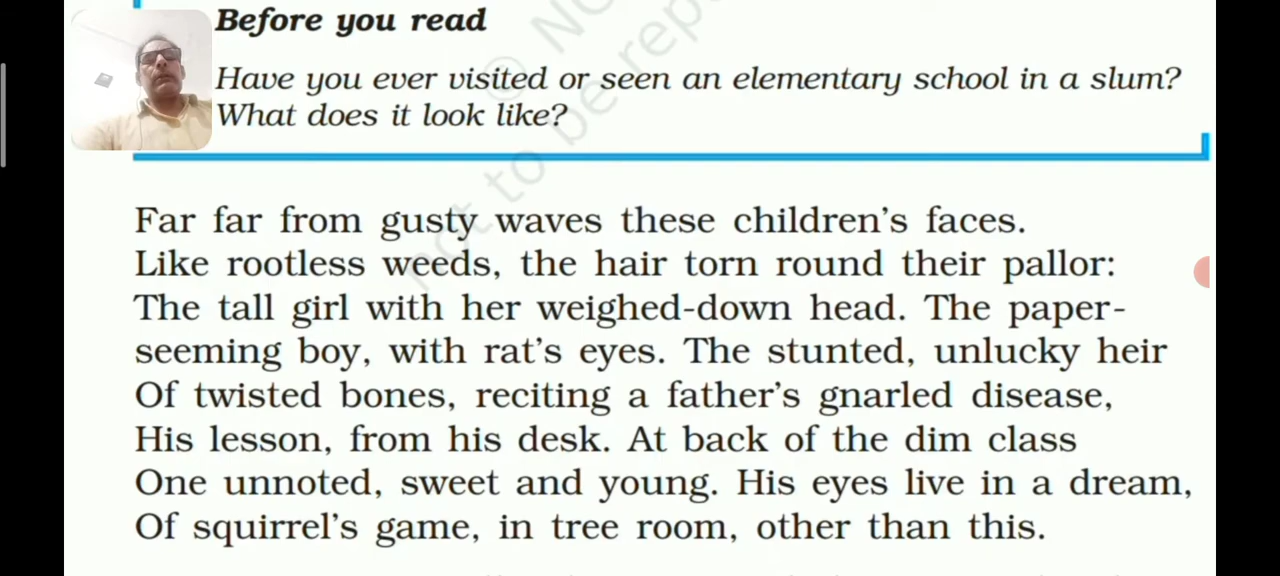 Before you read
Have you ever visited or seen an elementary school in a slum?
What does it look like?
Far far from gusty waves these children's faces.
Like rootless weeds, the hair torn round their pallor:
The tall girl with her weighed-down head. The paper-
seeming boy, with rat's eyes. The stunted, unlucky heir
Of twisted bones, reciting a father's gnarled disease,
His lesson, from his desk. At back of the dim class
One unnoted, sweet and young. His eyes live in a dream,
Of squirrel's game, in tree room, other than this.